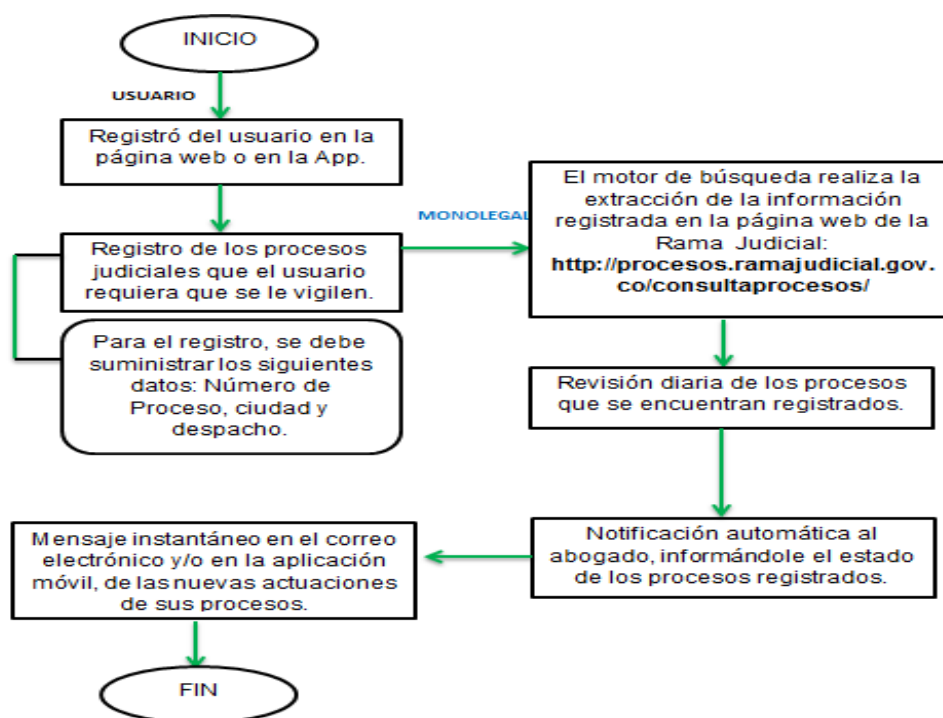 INICIO
USUARIO
Registró del usuario en la
página web o en la App.
Registro de los procesos
judiciales que el usuario
requiera que se le vigilen.
Para el registro, se debe
suministrar los siguientes
datos: Número de
Proceso, ciudad y
despacho.
MONOLEGAL
El motor de búsqueda realiza la
extracción de la información
registrada en la página web de la
Rama Judicial:
http://procesos.ramajudicial.gov.
co/consultaprocesos/
Revisión diaria de los procesos
que se encuentran registrados.
Notificación automática al
abogado, informándole el estado
de los procesos registrados.
Mensaje instantáneo en el correo
electrónico y/o en la aplicación
móvil, de las nuevas actuaciones
de sus procesos.
FIN